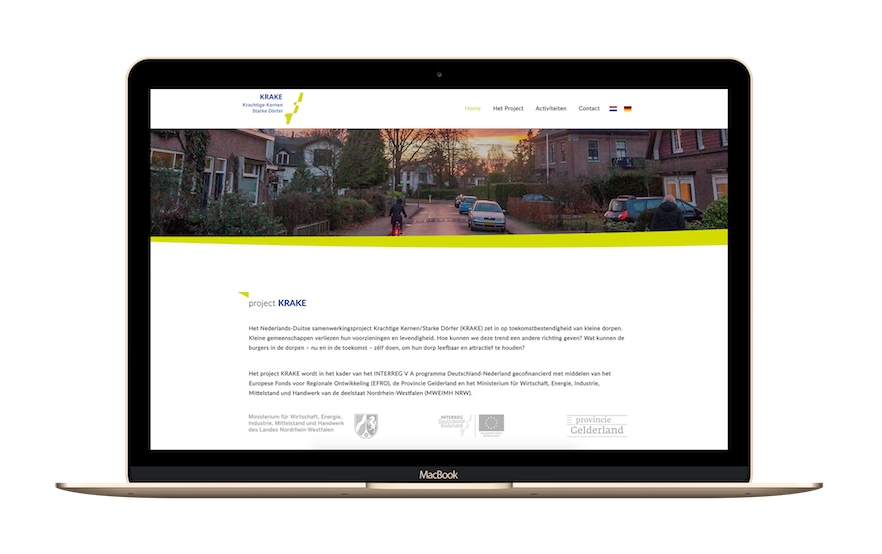 KRAKE
Krachtige Kernen
Starke Dörfer
Home Het Project Activiteiten Contact
project KRAKE
Het Nederlands-Duitse samenwerkingsproject Krachtige Kernen/Starke Dörfer (KRAKE) zet in op toekomstbestendigheid van kleine dorpen.
Kleine gemeenschappen verliezen hun voorzieningen en levendigheid. Hoe kunnen we deze trend een andere richting geven? Wat kunnen de
burgers in de dorpen – nu en in de toekomst – zélf doen, om hun dorp leefbaar en attractief te houden?
Het project KRAKE wordt in het kader van het INTERREG V A programma Deutschland-Nederland gecofinancierd met middelen van het
Europese Fonds voor Regionale Ontwikkeling (EFRO), de Provincie Gelderland en het Ministerium für Wirtschaft, Energie, Industrie,
Mittelstand und Handwerk van de deelstaat Nordrhein-Westfalen (MWEIMH NRW).
Ministerium für Wirtschaft, Energie,
Industrie, Mittelstand und Handwerk
des Landes Nordrhein-Westfalen
INTERREG
Deutschland
Nederland
provincie
Gelderland
MacBook